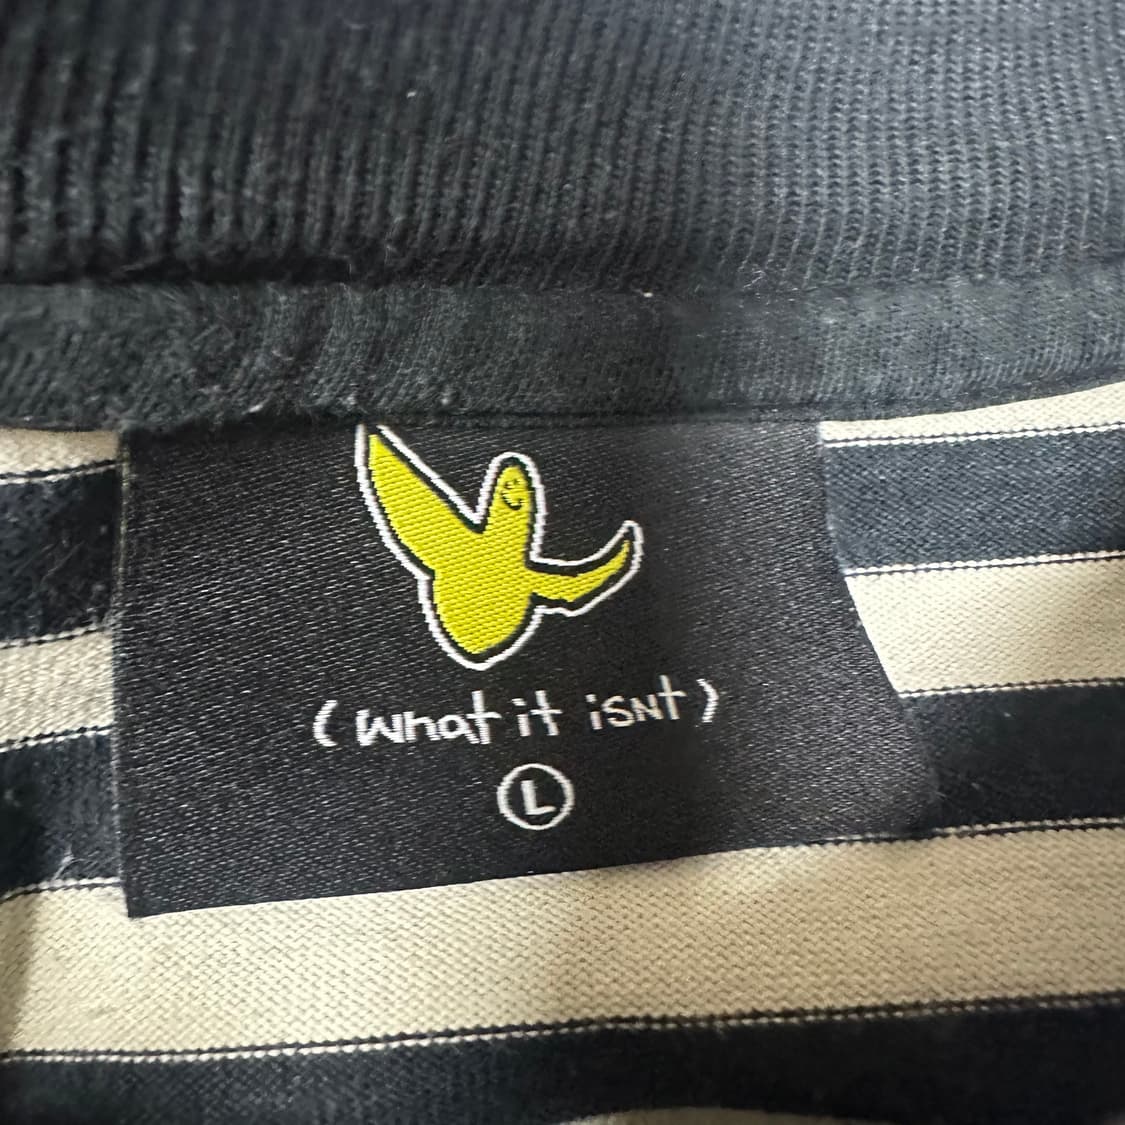 (what it isNt)
L